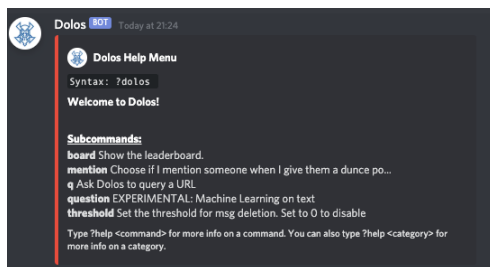 Dolos BOT Today at 21:24
Dolos Help Menu
Syntax: ?dolos
Welcome to Dolos!
Subcommands:
board Show the leaderboard.
mention Choose if I mention someone when I give them a dunce po...
q Ask Dolos to query a URL
question EXPERIMENTAL: Machine Learning on text
threshold Set the threshold for msg deletion. Set to 0 to disable
Type ?help <command> for more info on a command. You can also type ?help <category> for
more info on a category.